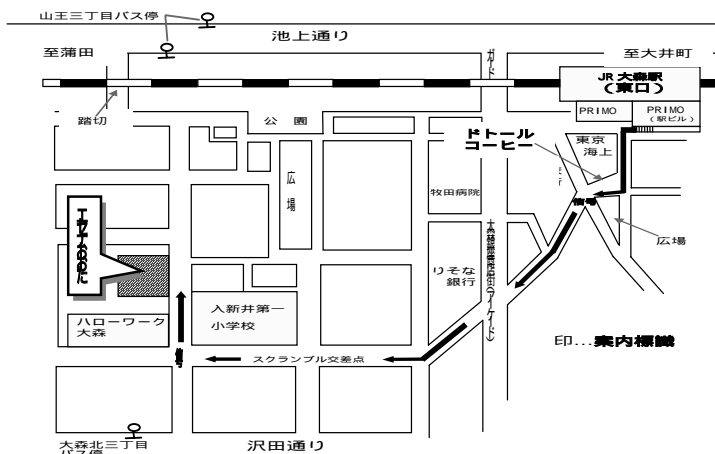 山王三丁目バス停
池上通り
至蒲田
至大井町
ガード
JR 大森駅
(東口)
PRIMO
PRIMO
(駅ビル)
踏切
公園
ドトール
コーヒー
東京
海上
広
場
牧田病院
信号
広場
りそな
銀行
ハローワーク
大森
入新井第一
小学校
スクランブル交差点
印…案内標識
大森北三丁目
バス停
沢田通り